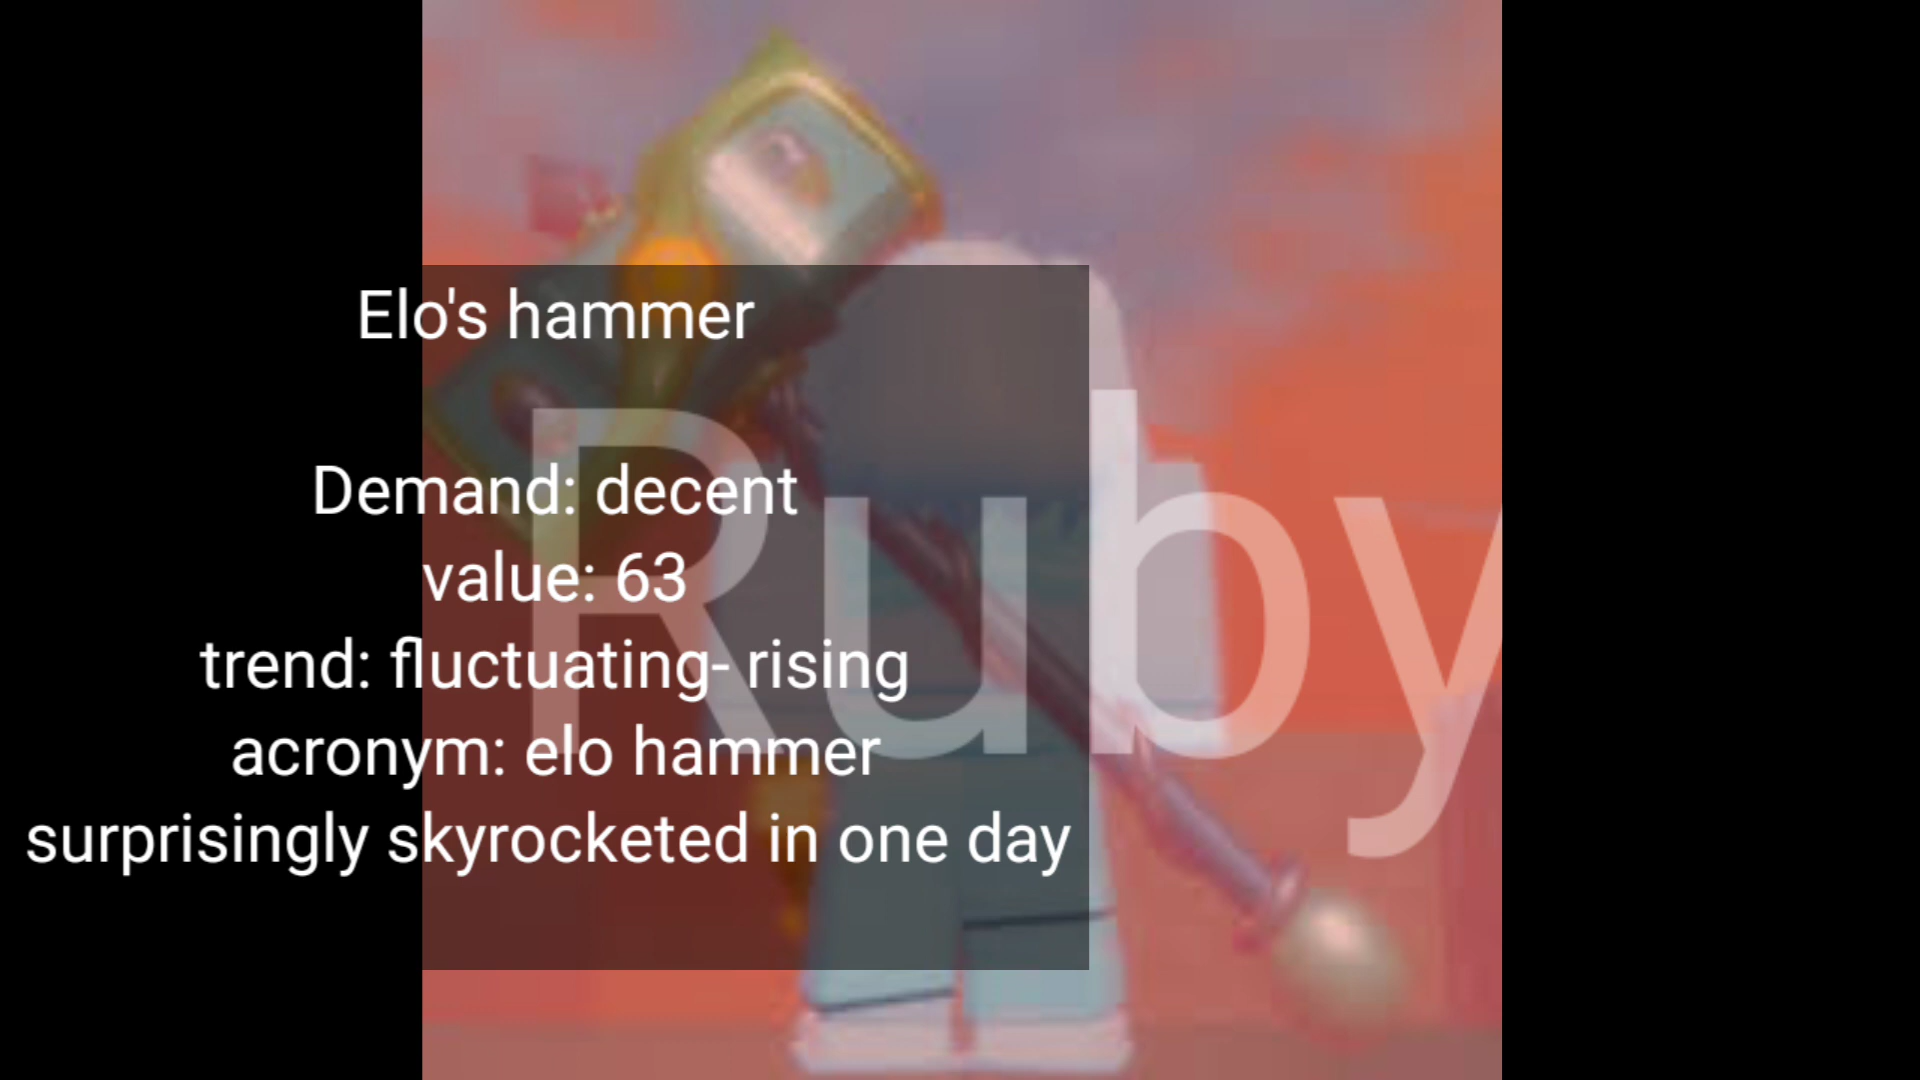 Elo's hammer
Demand: decent
value: 63
trend: fluctuating- rising
acronym: elo hammer
surprisingly skyrocketed in one day
Ruby